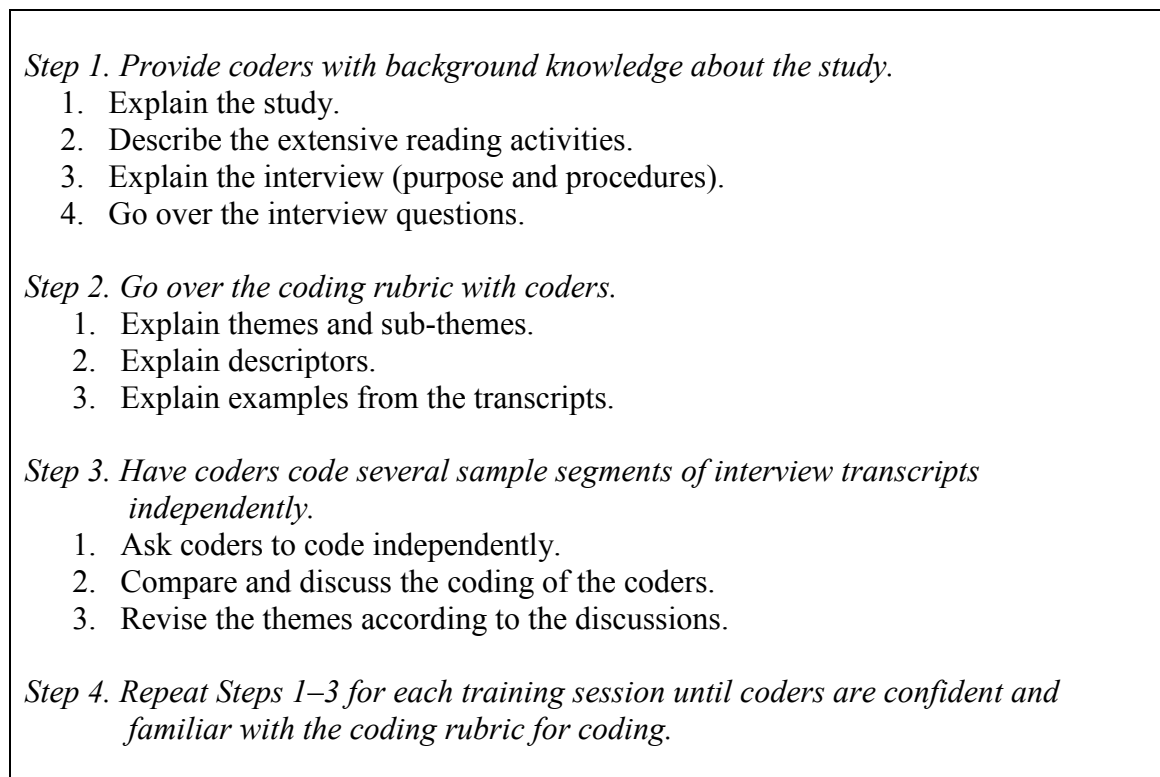 Step 1. Provide coders with background knowledge about the study.
1. Explain the study.
2. Describe the extensive reading activities.
3. Explain the interview (purpose and procedures).
4. Go over the interview questions.
Step 2. Go over the coding rubric with coders.
1. Explain themes and sub-themes.
2. Explain descriptors.
3. Explain examples from the transcripts.
Step 3. Have coders code several sample segments of interview transcripts
independently.
1. Ask coders to code independently.
2. Compare and discuss the coding of the coders.
3. Revise the themes according to the discussions.
Step 4. Repeat Steps 1–3 for each training session until coders are confident and
familiar with the coding rubric for coding.